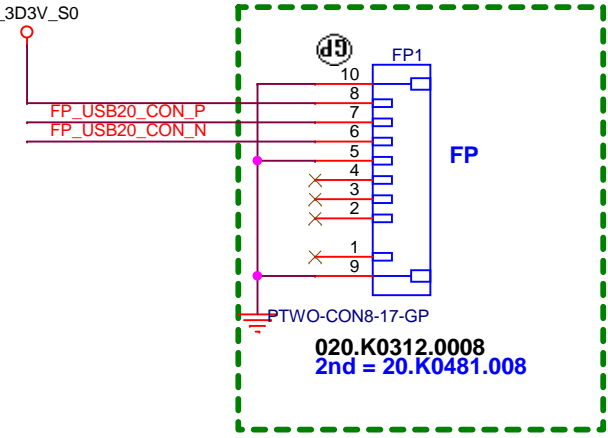 _3D3V_S0
GP
FP1
10
8
FP_USB20_CON_P
7
FP_USB20_CON_N
6
5
FP
4
3
2
1
9
PTWO-CON8-17-GP
020.K0312.0008
2nd = 20.K0481.008